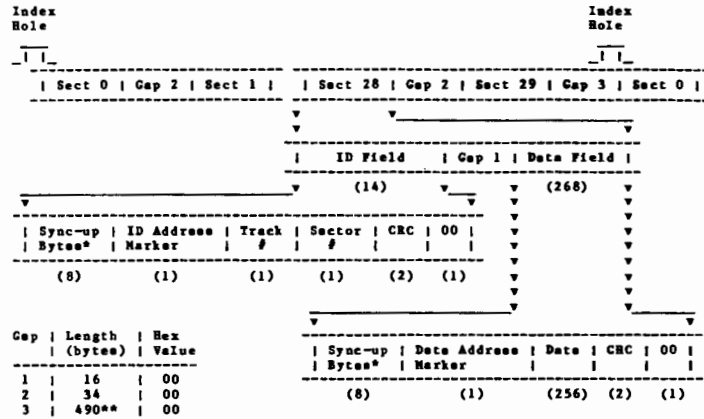 Index Index
Hole Hole
| Sect 0 | Gap 2 | Sect 1 | | Sect 28 | Gap 2 | Sect 29 | Gap 3 | Sect 0 |
| ID Field | Gap 1 | Data Field |
(14) (268)
| Sync-up | ID Address | Track | Sector | CRC | 00 |
| Bytes* | Marker | # | # | | |
(8) (1) (1) (1) (2) (1)
Gap | Length | Hex
| (bytes) | Value
1 | 16 | 00
2 | 34 | 00
3 | 490** | 00
| Sync-up | Data Address | Data | CRC | 00 |
| Bytes* | Marker | | | |
(8) (1) (256) (2) (1)